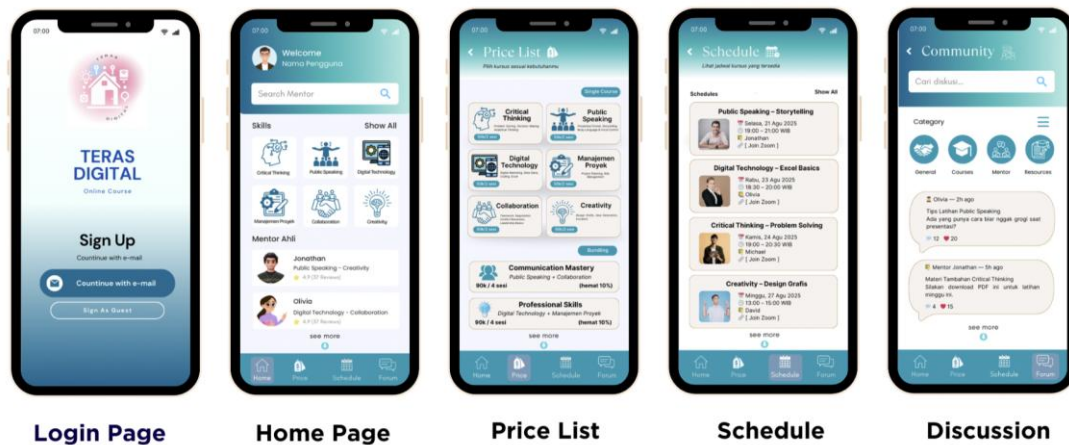 07:00
TERAS
DIGITAL
TERAS
DIGITAL
Online Course
Sign Up
Countinue with e-mail
Countinue with e-mail
Sign As Guest
Login Page
07:00
Welcome
Nama Pengguna
Search Mentor
Skills Show All
Critical Thinking Public Speaking Digital Technology
Manajemen Proyek Collaboration Creativity
Mentor Ahli
Jonathan
Public Speaking - Creativity
Olivia
Digital Technology - Collaboration
see more
Home Price Schedule Forum
Home Page
07:00
Price List
Pilih kursus sesuai kebutuhanmu
Single Course
Critical
Thinking
Public
Speaking
Digital
Technology
Manajemen
Proyek
Collaboration
Creativity
Bundling
Communication Mastery
Public Speaking + Collaboration
90k / 4 sesi (hemat 10%)
Professional Skills
Digital Technology + Manajemen Proyek
90k / 4 sesi (hemat 10%)
see more
Home Price Schedule Forum
Price List
07:00
Schedule
Lihat jadwal kursus yang tersedia
Schedules Show All
Public Speaking – Storytelling
Selasa, 21 Agu 2025
19:00 – 21:00 WIB
Jonathan
[ Join Zoom ]
Digital Technology – Excel Basics
Rabu, 23 Agu 2025
18:30 – 20:00 WIB
Olivia
[ Join Zoom ]
Critical Thinking – Problem Solving
Kamis, 24 Agu 2025
19:00 – 20:30 WIB
Michael
[ Join Zoom ]
Creativity – Design Grafis
Minggu, 27 Agu 2025
13:00 – 15:00 WIB
David
[ Join Zoom ]
see more
Home Price Schedule Forum
Schedule
07:00
Community
Cari diskusi...
Category
General Courses Mentor Resources
Olivia — 2h ago
Tips Latihan Public Speaking
Ada yang punya cara biar nggak grogi saat
presentasi?
12 20
Mentor Jonathan — 5h ago
Materi Tambahan Critical Thinking
Silakan download PDF ini untuk latihan
minggu ini.
4 15
see more
Home Price Schedule Forum
Discussion